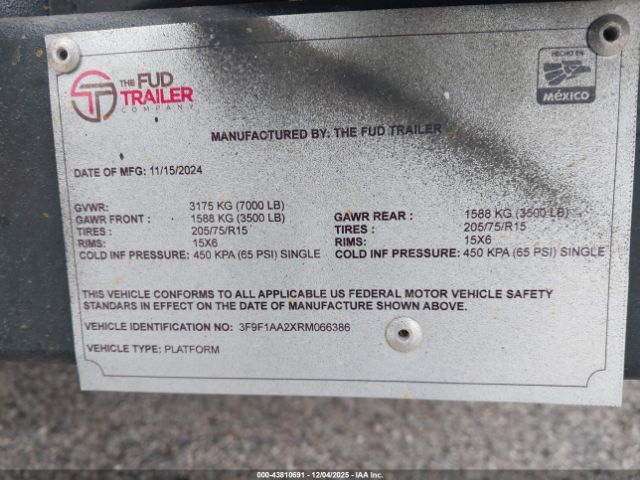 THE FUD
TRAILER
COMPANY
HECHO EN
MÉXICO
MANUFACTURED BY: THE FUD TRAILER
DATE OF MFG: 11/15/2024
GVWR: 3175 KG (7000 LB)
GAWR FRONT : 1588 KG (3500 LB) GAWR REAR : 1588 KG (3500 LB)
TIRES : 205/75/R15 TIRES : 205/75/R15
RIMS: 15X6 RIMS: 15X6
COLD INF PRESSURE: 450 KPA (65 PSI) SINGLE COLD INF PRESSURE: 450 KPA (65 PSI) SINGLE
THIS VEHICLE CONFORMS TO ALL APPLICABLE US FEDERAL MOTOR VEHICLE SAFETY
STANDARS IN EFFECT ON THE DATE OF MANUFACTURE SHOWN ABOVE.
VEHICLE IDENTIFICATION NO: 3F9F1AA2XRM066386
VEHICLE TYPE: PLATFORM
000-43810691 - 12/04/2025 - IAA Inc.